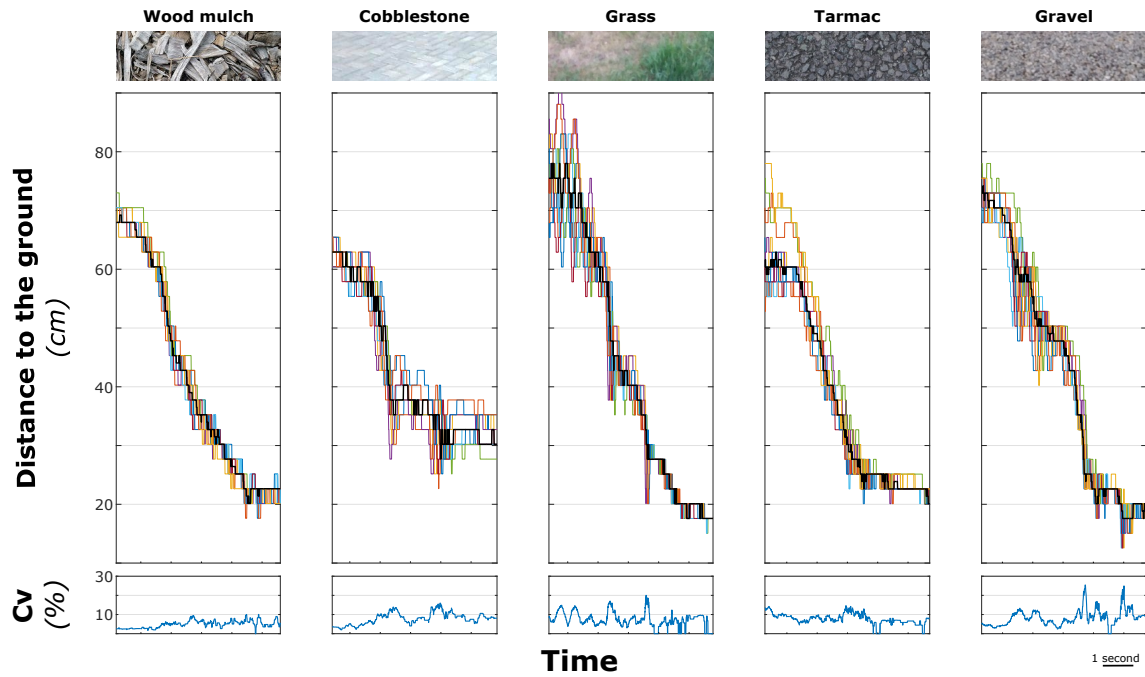 Wood mulch Cobblestone Grass Tarmac Gravel
Distance to the ground
(cm)
80
60
40
20
Cv
(%)
30
10
Time
1 second